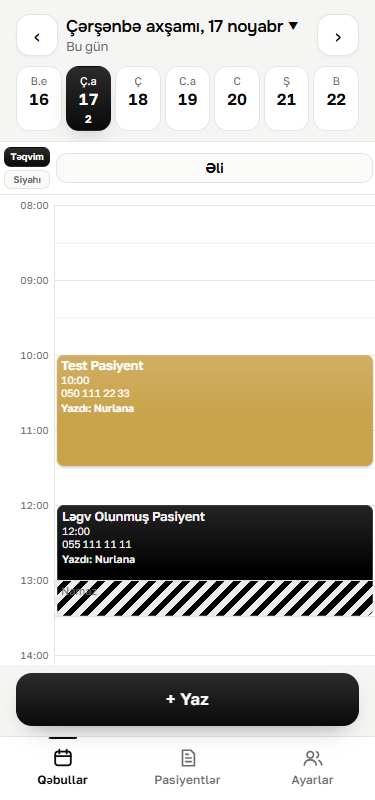 ‹
Çərşənbə axşamı, 17 noyabr ▼
Bu gün
›
B.e
16
Ç.a
17
2
Ç
18
C.a
19
C
20
Ş
21
B
22
Təqvim
Siyahı
Əli
08:00
09:00
10:00
Test Pasiyent
10:00
050 111 22 33
Yazdı: Nurlana
11:00
12:00
Ləğv Olunmuş Pasiyent
12:00
055 111 11 11
Yazdı: Nurlana
13:00
14:00
+ Yaz
Qəbullar
Pasiyentlər
Ayarlar